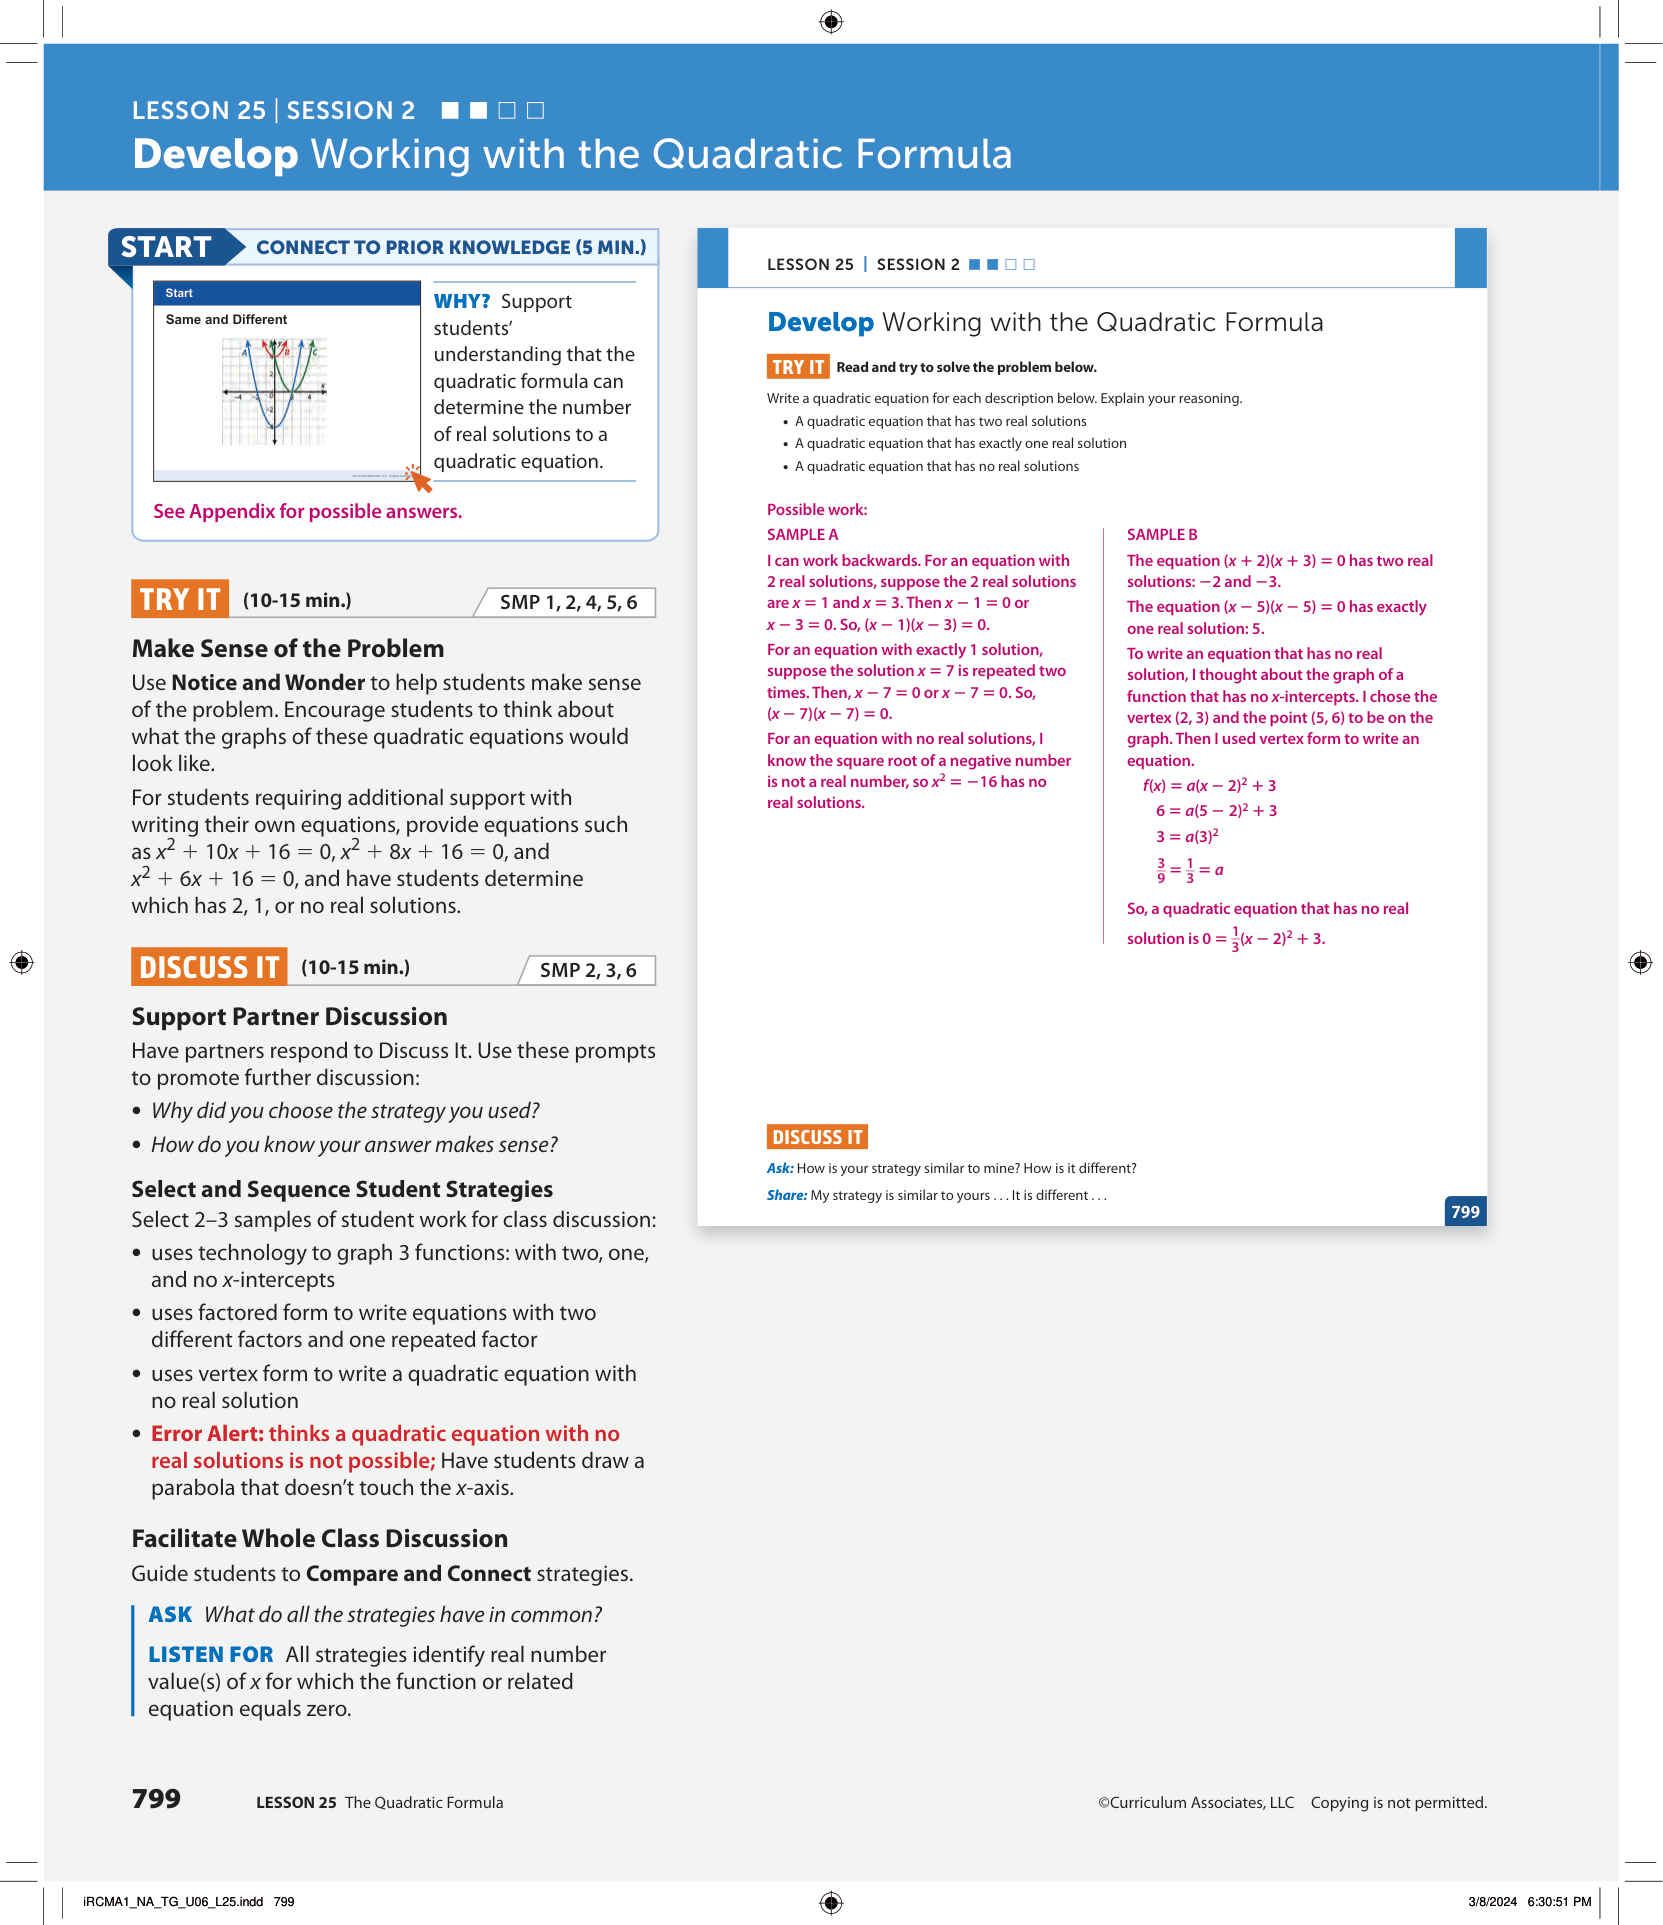 LESSON 25 | SESSION 2
Develop Working with the Quadratic Formula
START CONNECT TO PRIOR KNOWLEDGE (5 MIN.)
Start
Same and Different
A
B
C
WHY? Support
students’
understanding that the
quadratic formula can
determine the number
of real solutions to a
quadratic equation.
See Appendix for possible answers.
TRY IT (10-15 min.) SMP 1, 2, 4, 5, 6
Make Sense of the Problem
Use Notice and Wonder to help students make sense
of the problem. Encourage students to think about
what the graphs of these quadratic equations would
look like.
For students requiring additional support with
writing their own equations, provide equations such
as x² + 10x + 16 = 0, x² + 8x + 16 = 0, and
x² + 6x + 16 = 0, and have students determine
which has 2, 1, or no real solutions.
DISCUSS IT (10-15 min.) SMP 2, 3, 6
Support Partner Discussion
Have partners respond to Discuss It. Use these prompts
to promote further discussion:
• Why did you choose the strategy you used?
• How do you know your answer makes sense?
Select and Sequence Student Strategies
Select 2–3 samples of student work for class discussion:
• uses technology to graph 3 functions: with two, one,
and no x-intercepts
• uses factored form to write equations with two
different factors and one repeated factor
• uses vertex form to write a quadratic equation with
no real solution
• Error Alert: thinks a quadratic equation with no
real solutions is not possible; Have students draw a
parabola that doesn’t touch the x-axis.
Facilitate Whole Class Discussion
Guide students to Compare and Connect strategies.
ASK What do all the strategies have in common?
LISTEN FOR All strategies identify real number
value(s) of x for which the function or related
equation equals zero.
LESSON 25 | SESSION 2
Develop Working with the Quadratic Formula
TRY IT Read and try to solve the problem below.
Write a quadratic equation for each description below. Explain your reasoning.
• A quadratic equation that has two real solutions
• A quadratic equation that has exactly one real solution
• A quadratic equation that has no real solutions
Possible work:
SAMPLE A
I can work backwards. For an equation with
2 real solutions, suppose the 2 real solutions
are x = 1 and x = 3. Then x − 1 = 0 or
x − 3 = 0. So, (x − 1)(x − 3) = 0.
For an equation with exactly 1 solution,
suppose the solution x = 7 is repeated two
times. Then, x − 7 = 0 or x − 7 = 0. So,
(x − 7)(x − 7) = 0.
For an equation with no real solutions, I
know the square root of a negative number
is not a real number, so x² = −16 has no
real solutions.
SAMPLE B
The equation (x + 2)(x + 3) = 0 has two real
solutions: −2 and −3.
The equation (x − 5)(x − 5) = 0 has exactly
one real solution: 5.
To write an equation that has no real
solution, I thought about the graph of a
function that has no x-intercepts. I chose the
vertex (2, 3) and the point (5, 6) to be on the
graph. Then I used vertex form to write an
equation.
f(x) = a(x − 2)² + 3
6 = a(5 − 2)² + 3
3 = a(3)²
3/9 = 1/3 = a
So, a quadratic equation that has no real
solution is 0 = 1/3(x − 2)² + 3.
DISCUSS IT
Ask: How is your strategy similar to mine? How is it different?
Share: My strategy is similar to yours . . . It is different . . .
799
799 LESSON 25 The Quadratic Formula
©Curriculum Associates, LLC Copying is not permitted.
iRCMA1_NA_TG_U06_L25.indd 799
3/8/2024 6:30:51 PM